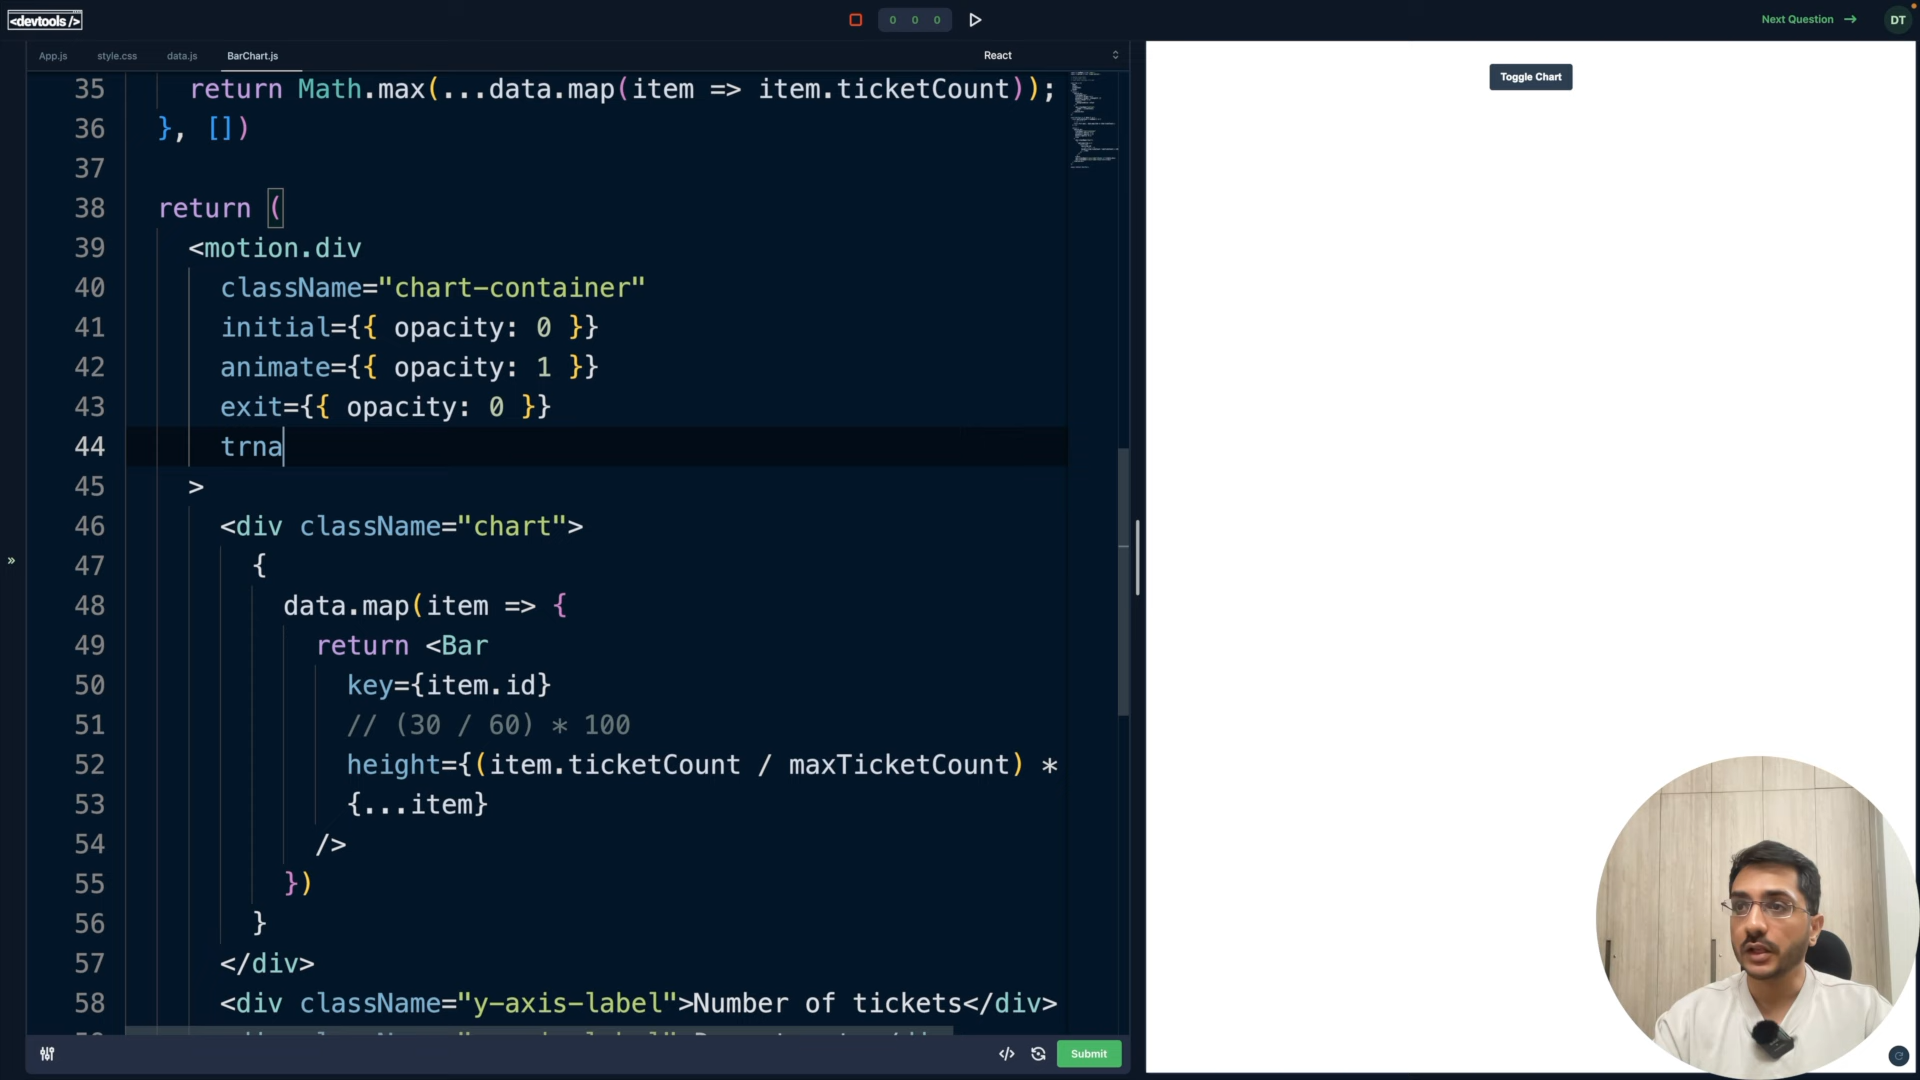 <devtools />
0 0 0
Next Question
DT
App.js
style.css
data.js
BarChart.js
React
Toggle Chart
35 return Math.max(...data.map(item => item.ticketCount));
36 }, [])
37
38 return (
39 <motion.div
40 className="chart-container"
41 initial={{ opacity: 0 }}
42 animate={{ opacity: 1 }}
43 exit={{ opacity: 0 }}
44 trna
45 >
46 <div className="chart">
47 {
48 data.map(item => {
49 return <Bar
50 key={item.id}
51 // (30 / 60) * 100
52 height={(item.ticketCount / maxTicketCount) *
53 {...item}
54 />
55 })
56 }
57 </div>
58 <div className="y-axis-label">Number of tickets</div>
Submit